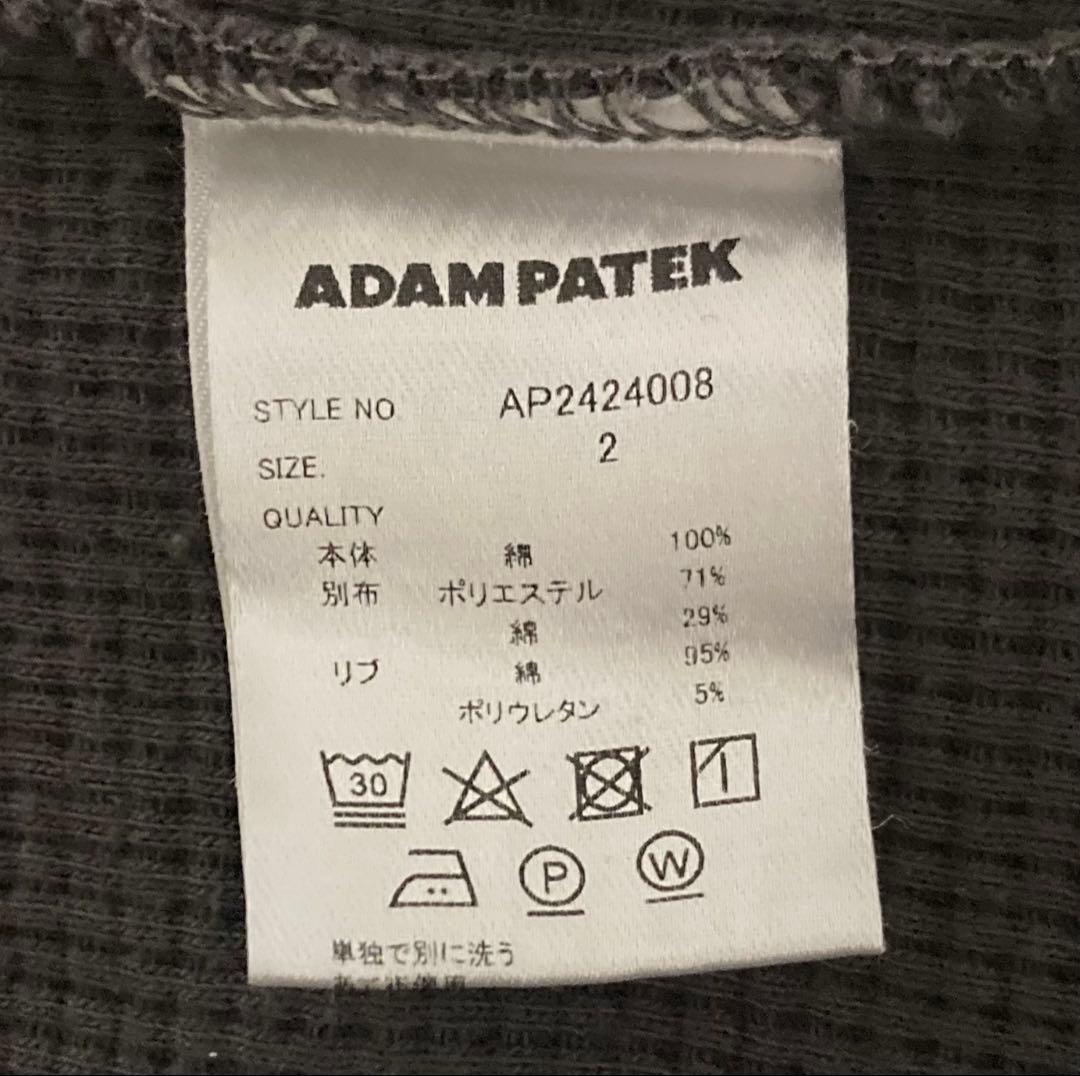 ADAM PATEK
STYLE NO AP2424008
SIZE. 2
QUALITY
本体 綿 100%
別布 ポリエステル 71%
綿 29%
リブ 綿 95%
ポリウレタン 5%
30
P W
単独で別に洗う